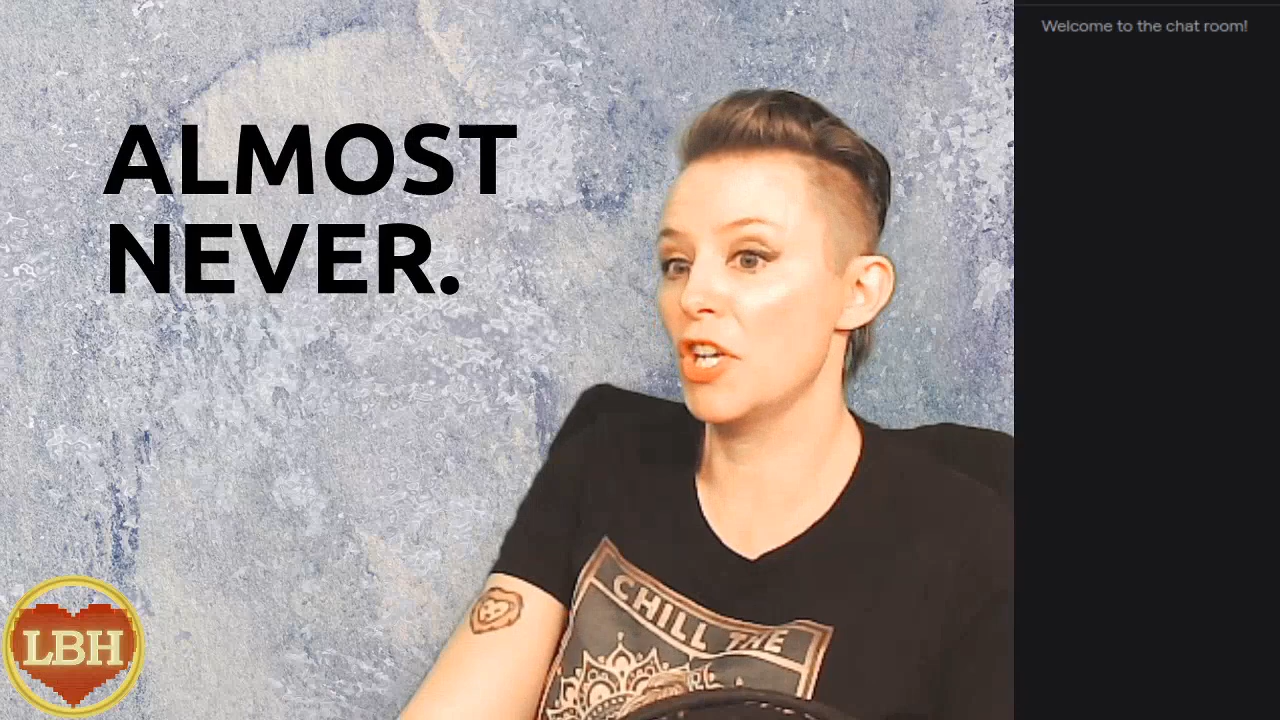 ALMOST
NEVER.
Welcome to the chat room!
CHILL THE
LBH